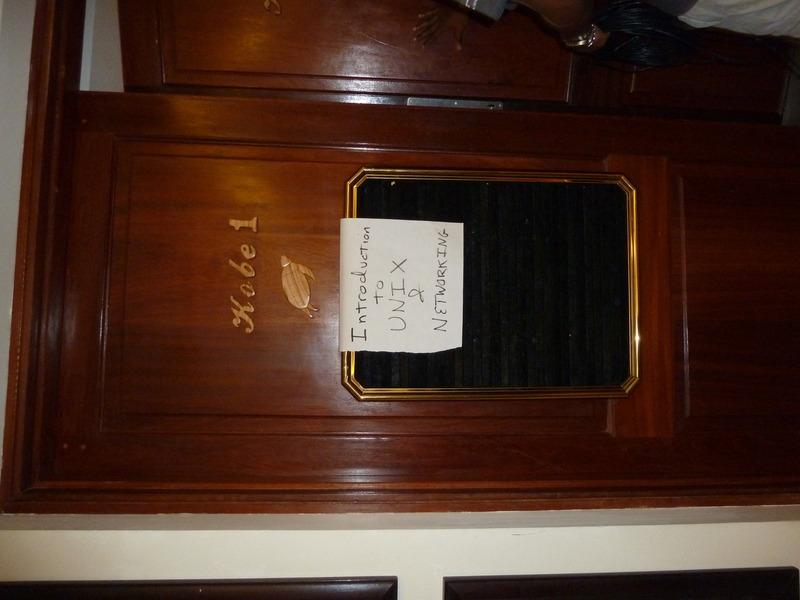 Kobe 1
Introduction
to
UNIX
&
NETWORKING